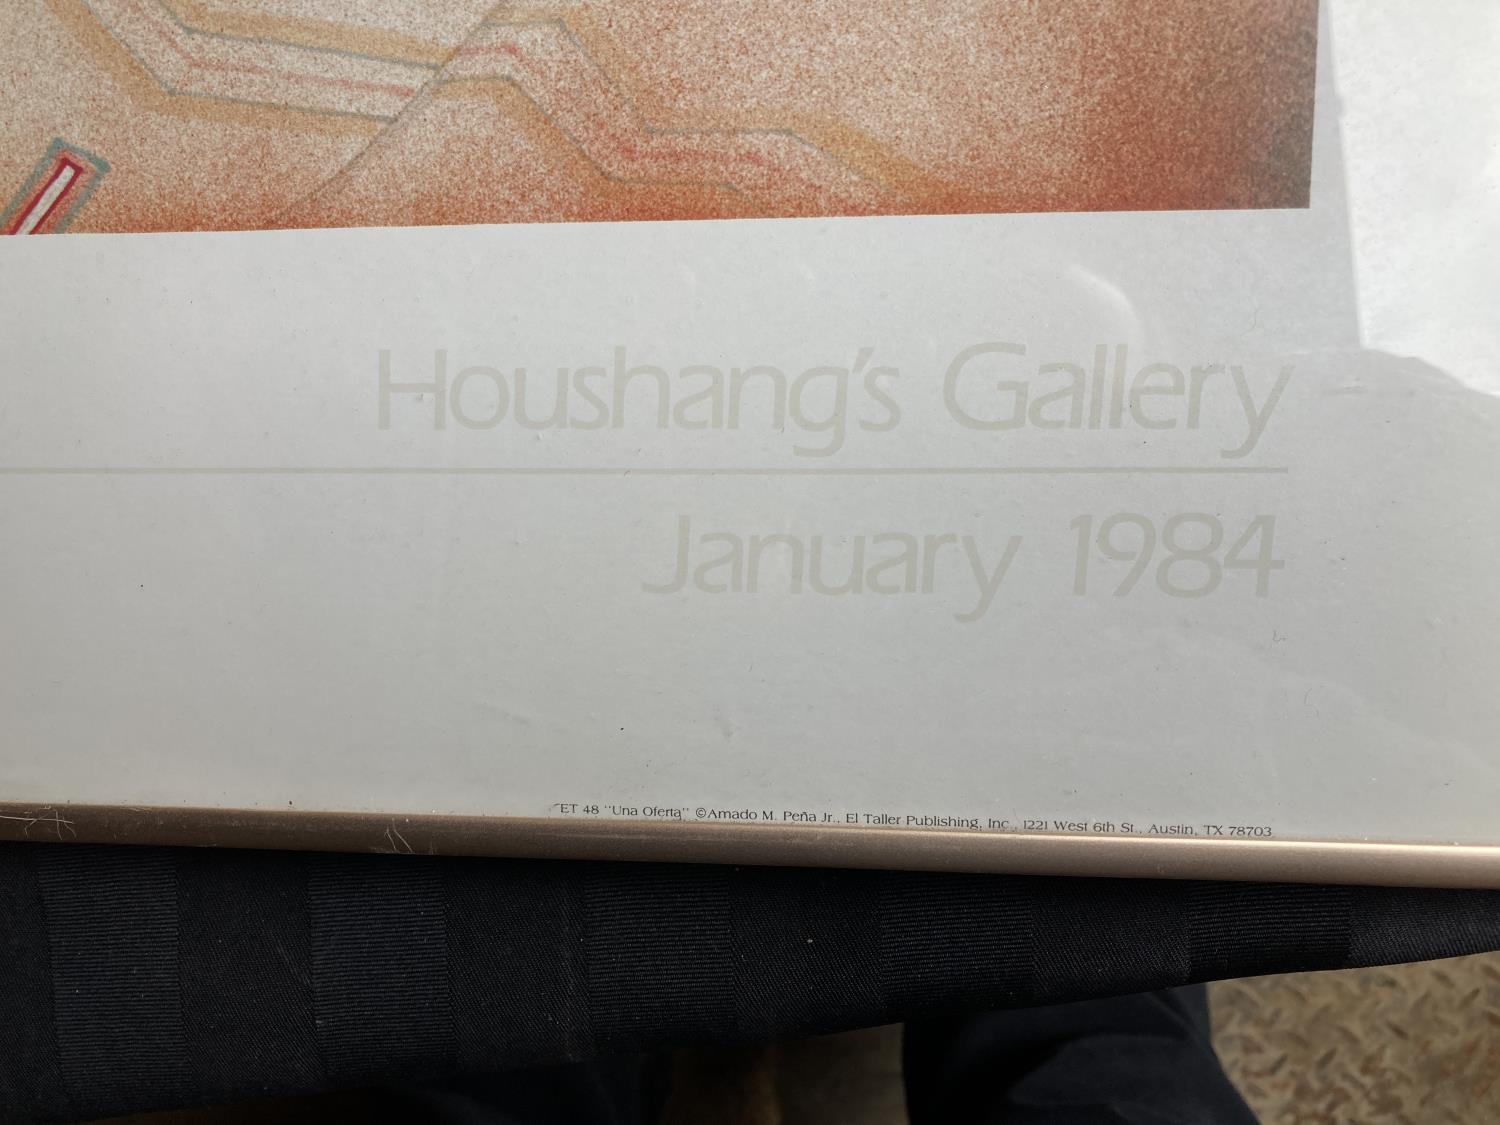 Houshang's Gallery
January 1984
ET 48 "Una Oferta" ©Amado M. Peña Jr., El Taller Publishing, Inc., 1221 West 6th St., Austin, TX 78703